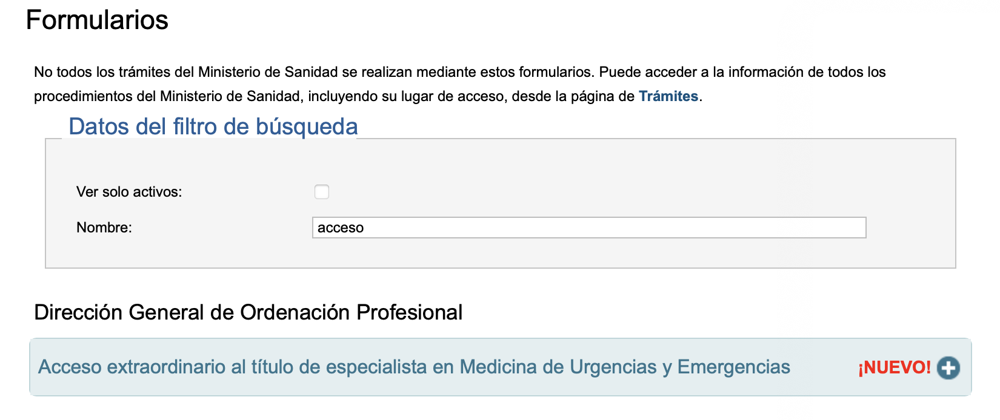 Formularios
No todos los trámites del Ministerio de Sanidad se realizan mediante estos formularios. Puede acceder a la información de todos los
procedimientos del Ministerio de Sanidad, incluyendo su lugar de acceso, desde la página de Trámites.
Datos del filtro de búsqueda
Ver solo activos:
Nombre: acceso
Dirección General de Ordenación Profesional
Acceso extraordinario al título de especialista en Medicina de Urgencias y Emergencias ¡NUEVO!